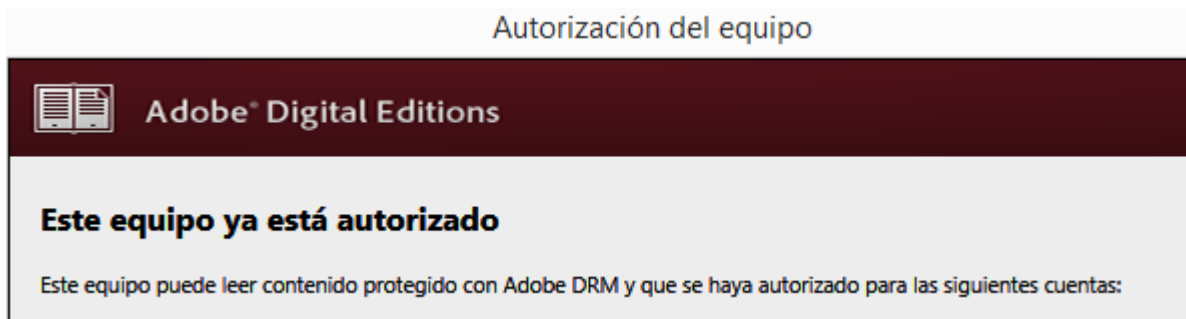 Autorización del equipo
Adobe® Digital Editions
Este equipo ya está autorizado
Este equipo puede leer contenido protegido con Adobe DRM y que se haya autorizado para las siguientes cuentas: